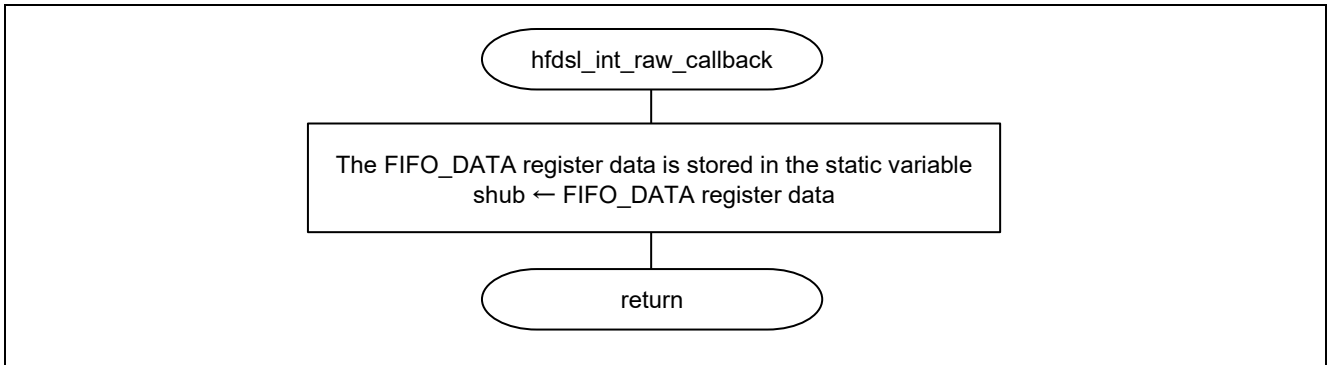 hfdsl_int_raw_callback
The FIFO_DATA register data is stored in the static variable
shub ← FIFO_DATA register data
return